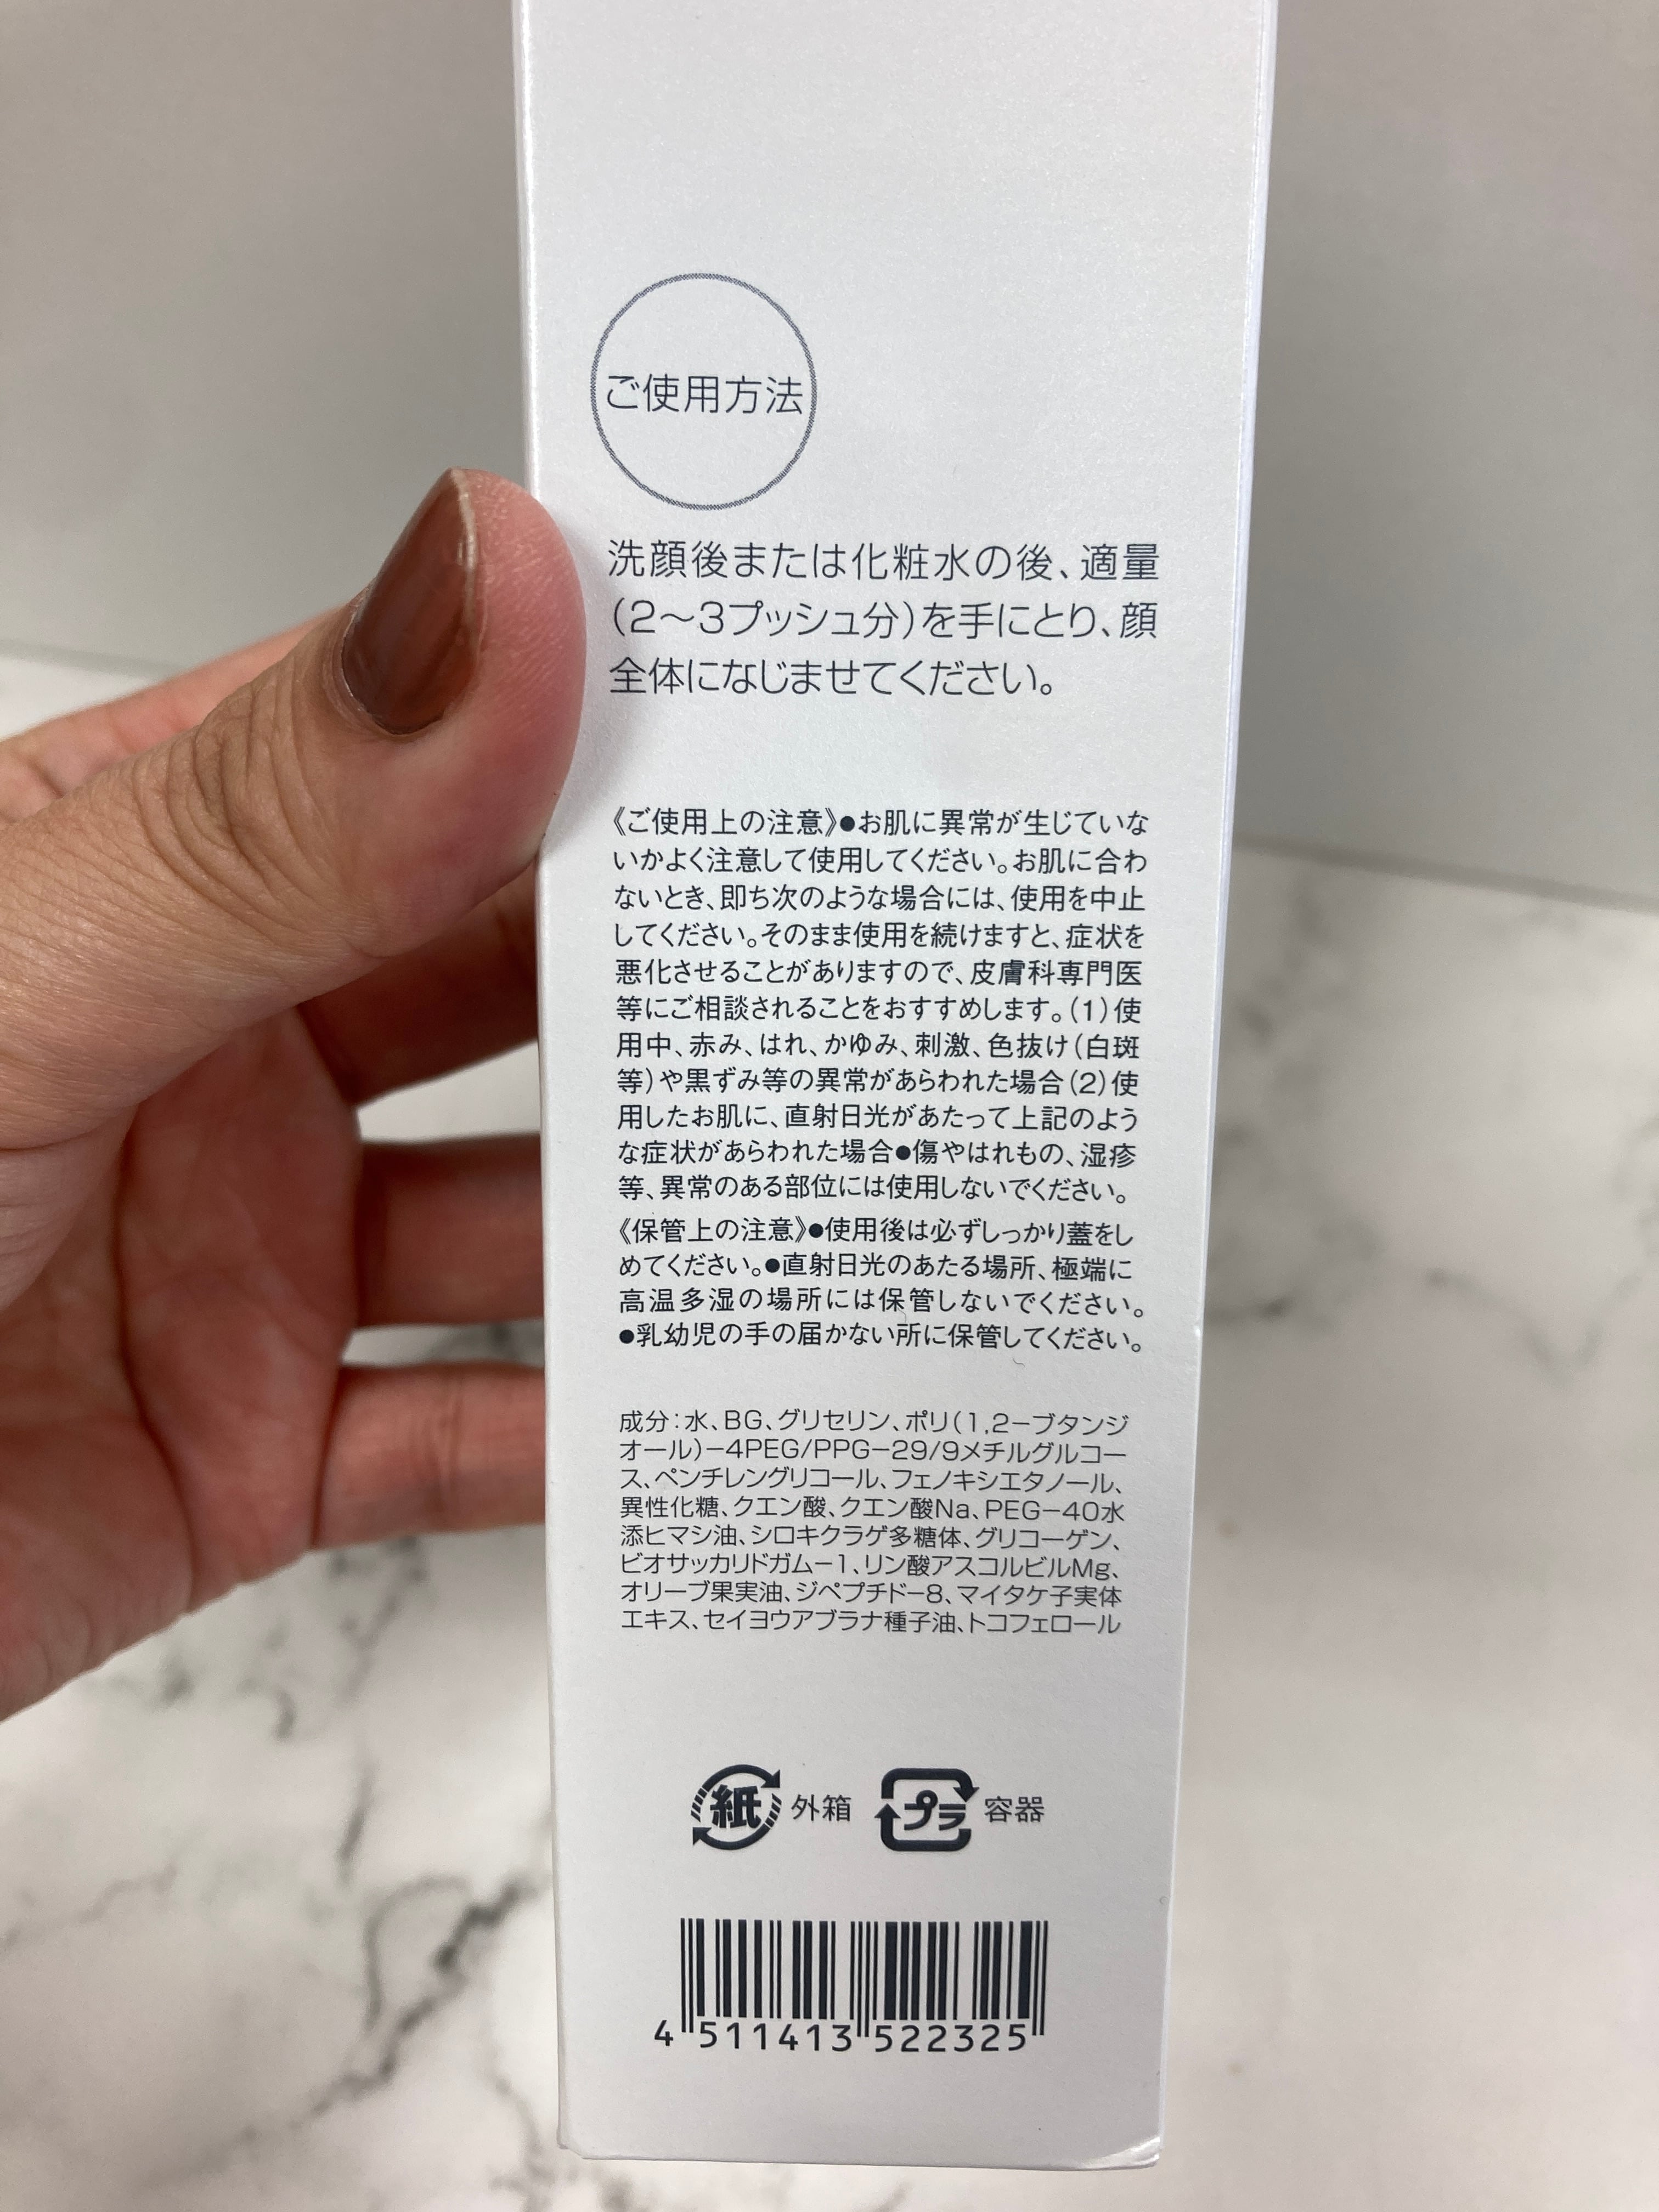 ご使用方法
洗顔後または化粧水の後、適量
(2～3プッシュ分)を手にとり、顔
全体になじませてください。
《ご使用上の注意》●お肌に異常が生じていな
いかよく注意して使用してください。お肌に合わ
ないとき、即ち次のような場合には、使用を中止
してください。そのまま使用を続けますと、症状を
悪化させることがありますので、皮膚科専門医
等にご相談されることをおすすめします。(1)使
用中、赤み、はれ、かゆみ、刺激、色抜け(白斑
等)や黒ずみ等の異常があらわれた場合(2)使
用したお肌に、直射日光があたって上記のよう
な症状があらわれた場合●傷やはれもの、湿疹
等、異常のある部位には使用しないでください。
《保管上の注意》●使用後は必ずしっかり蓋をし
めてください。●直射日光のあたる場所、極端に
高温多湿の場所には保管しないでください。
●乳幼児の手の届かない所に保管してください。
成分:水、BG、グリセリン、ポリ(1,2-ブタンジ
オール)-4PEG/PPG-29/9メチルグルコー
ス、ペンチレングリコール、フェノキシエタノール、
異性化糖、クエン酸、クエン酸Na、PEG-40水
添ヒマシ油、シロキクラゲ多糖体、グリコーゲン、
ビオサッカリドガム-1、リン酸アスコルビルMg、
オリーブ果実油、ジペプチド-8、マイタケ子実体
エキス、セイヨウアブラナ種子油、トコフェロール
紙 外箱 プラ 容器
4 511413 522325